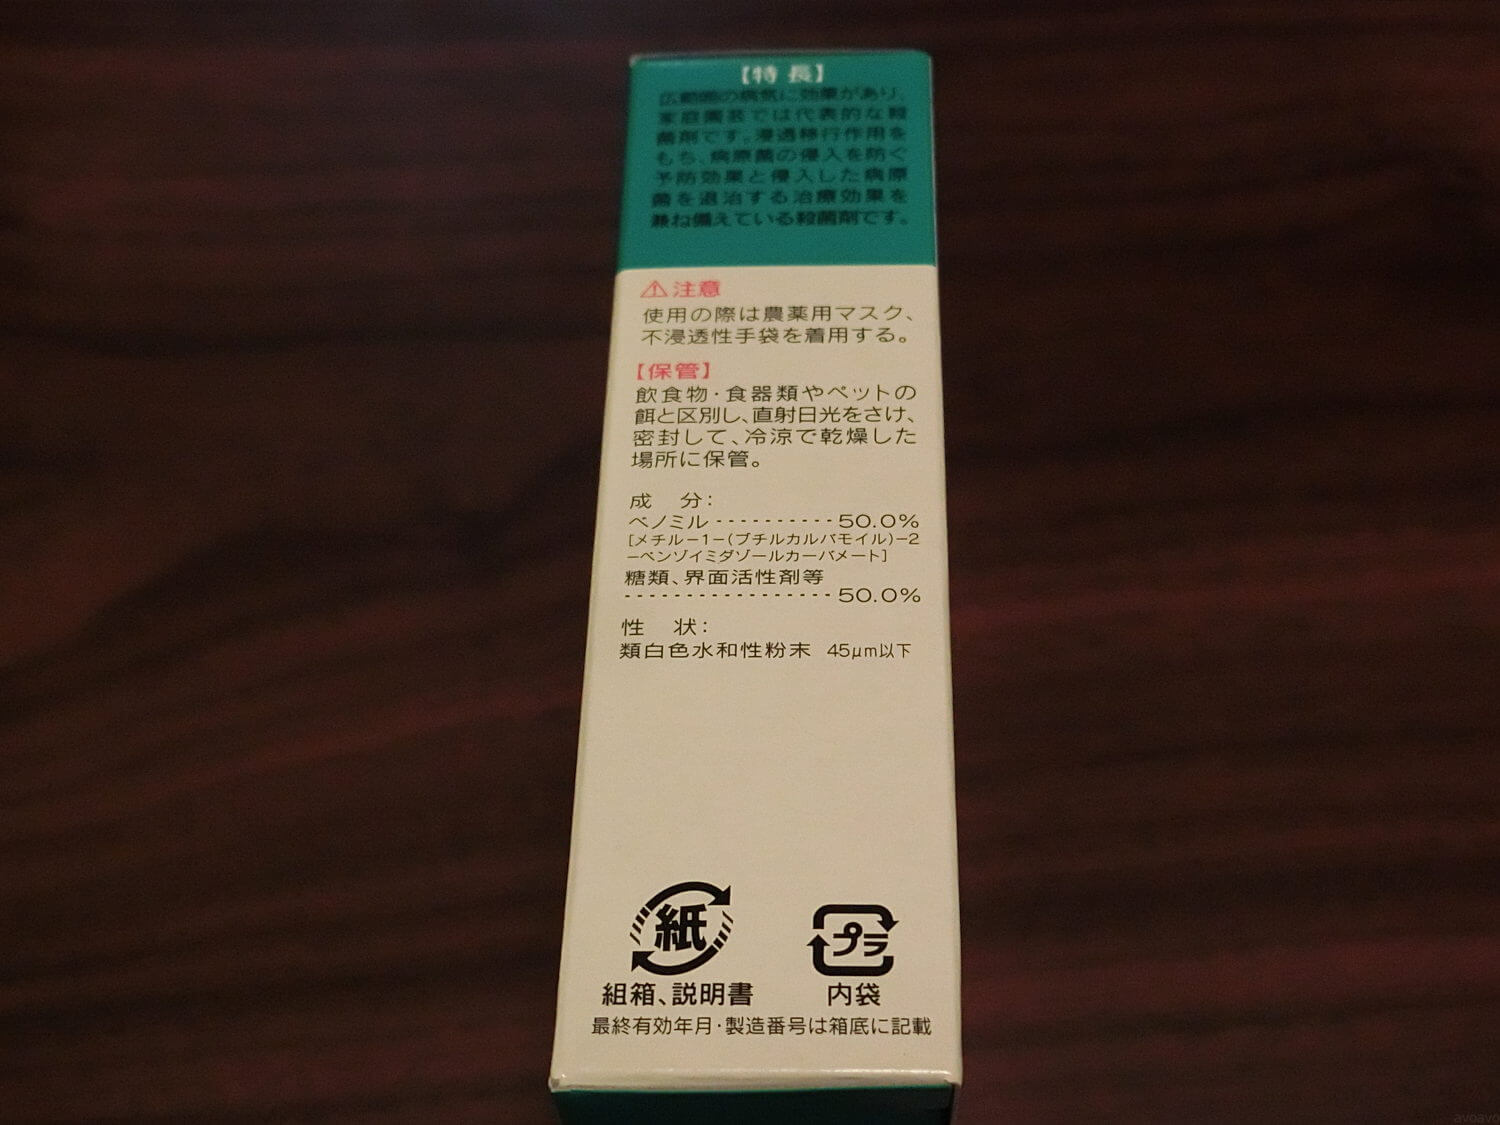 【特長】
広範囲の病気に効果があり、
家庭園芸では代表的な殺
菌剤です。浸透移行作用を
もち、病原菌の侵入を防ぐ
予防効果と侵入した病原
菌を退治する治療効果を
兼ね備えている殺菌剤です。
⚠注意
使用の際は農薬用マスク、
不浸透性手袋を着用する。
【保管】
飲食物・食器類やペットの
餌と区別し、直射日光をさけ、
密封して、冷涼で乾燥した
場所に保管。
成 分:
ベノミル----------50.0%
[メチル-1-(ブチルカルバモイル)-2
-ベンゾイミダゾールカーバメート]
糖類、界面活性剤等
-----------------50.0%
性 状:
類白色水和性粉末 45μm以下
紙 プラ
組箱、説明書 内袋
最終有効年月・製造番号は箱底に記載
avoavo